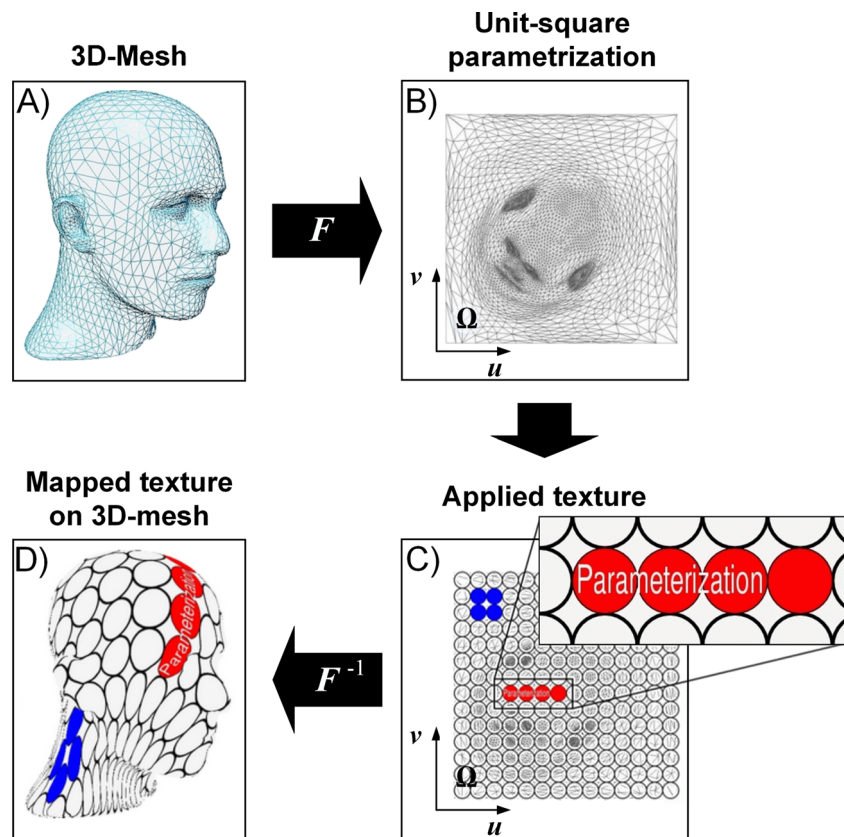 3D-Mesh
Unit-square
parametrization
A)
B)
F
v
Ω
u
Mapped texture
on 3D-mesh
Applied texture
D)
C)
Parameterization
Parameterization
Parameterization
F⁻¹
v
Ω
u